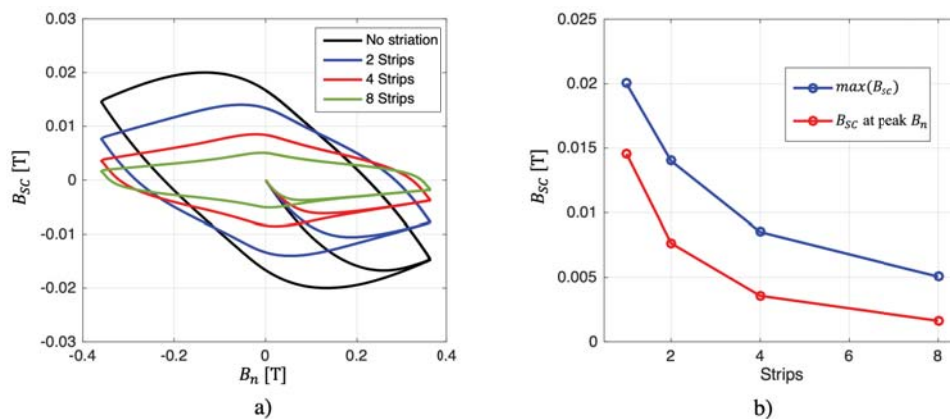 0.03
0.02
0.01
0
-0.01
-0.02
-0.03
B_SC [T]
-0.4
-0.2
0
0.2
0.4
B_n [T]
No striation
2 Strips
4 Strips
8 Strips
a)
0.025
0.02
0.015
0.01
0.005
0
B_SC [T]
2
4
6
8
Strips
max(B_sc)
B_SC at peak B_n
b)